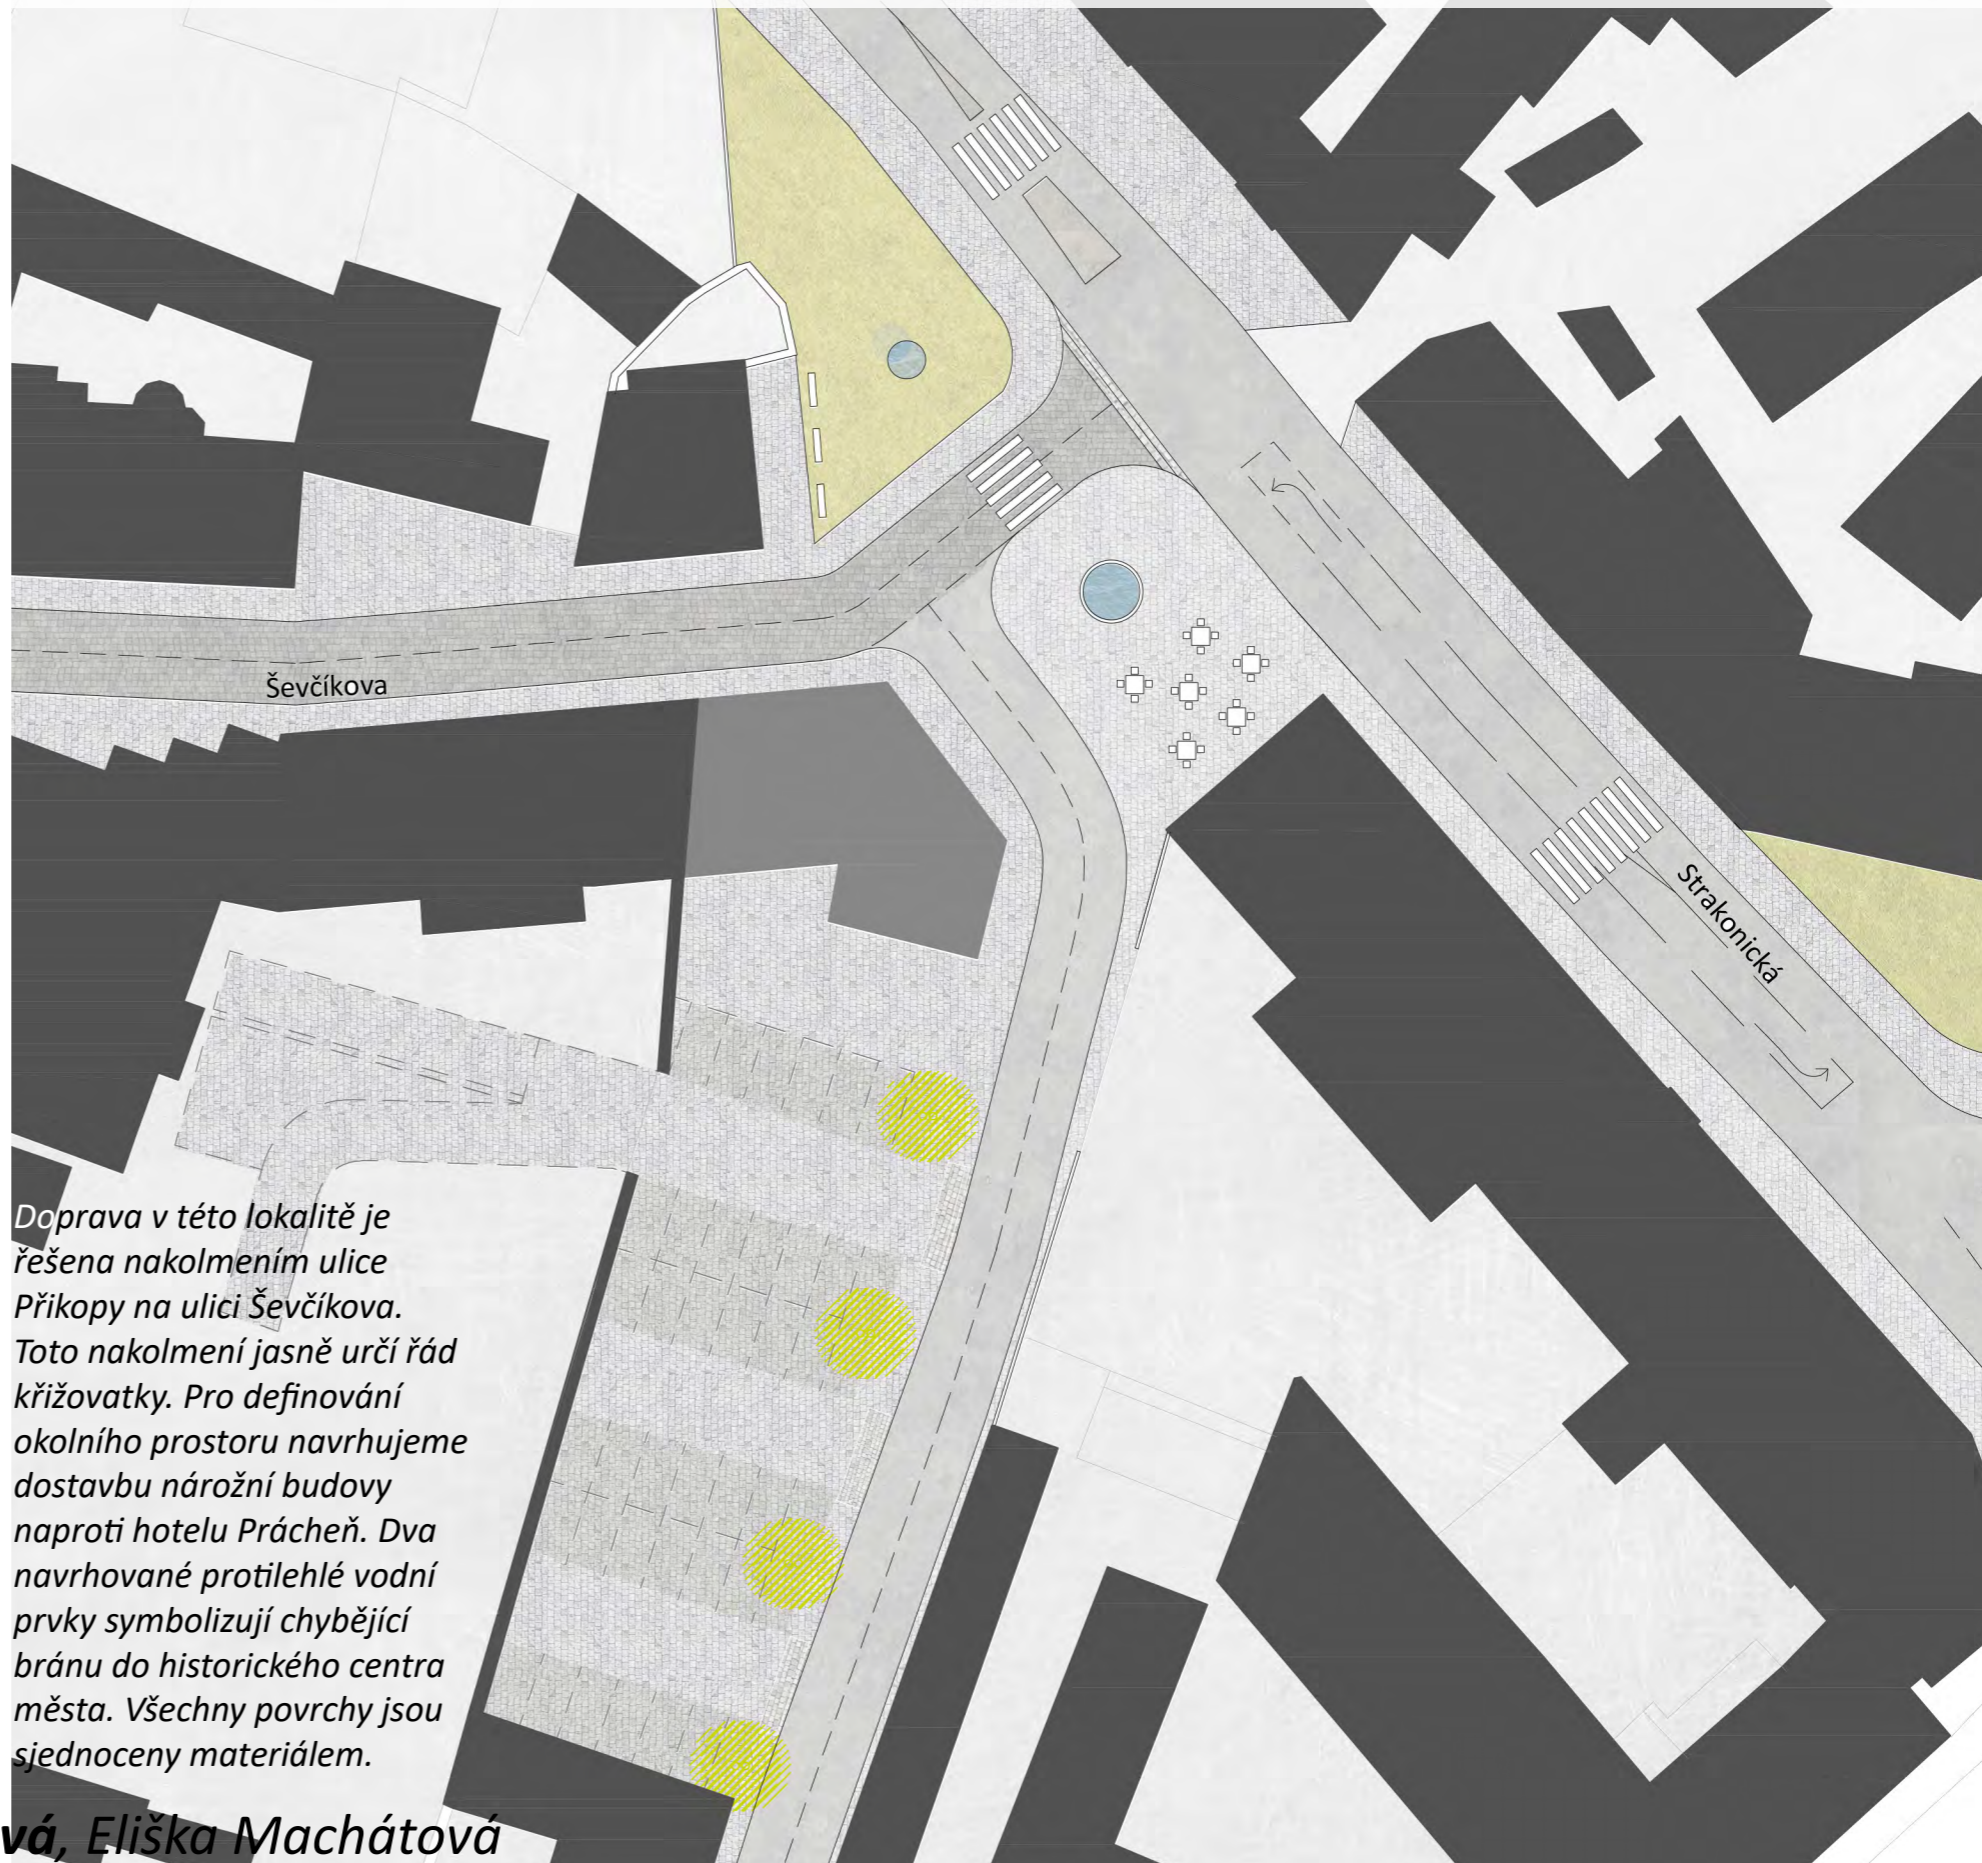 Ševčíkova
Strakonická
Doprava v této lokalitě je
řešena nakolmením ulice
Přikopy na ulici Ševčíkova.
Toto nakolmení jasně určí řád
křižovatky. Pro definování
okolního prostoru navrhujeme
dostavbu nárožní budovy
naproti hotelu Prácheň. Dva
navrhované protilehlé vodní
prvky symbolizují chybějící
bránu do historického centra
města. Všechny povrchy jsou
sjednoceny materiálem.
vá, Eliška Machátová